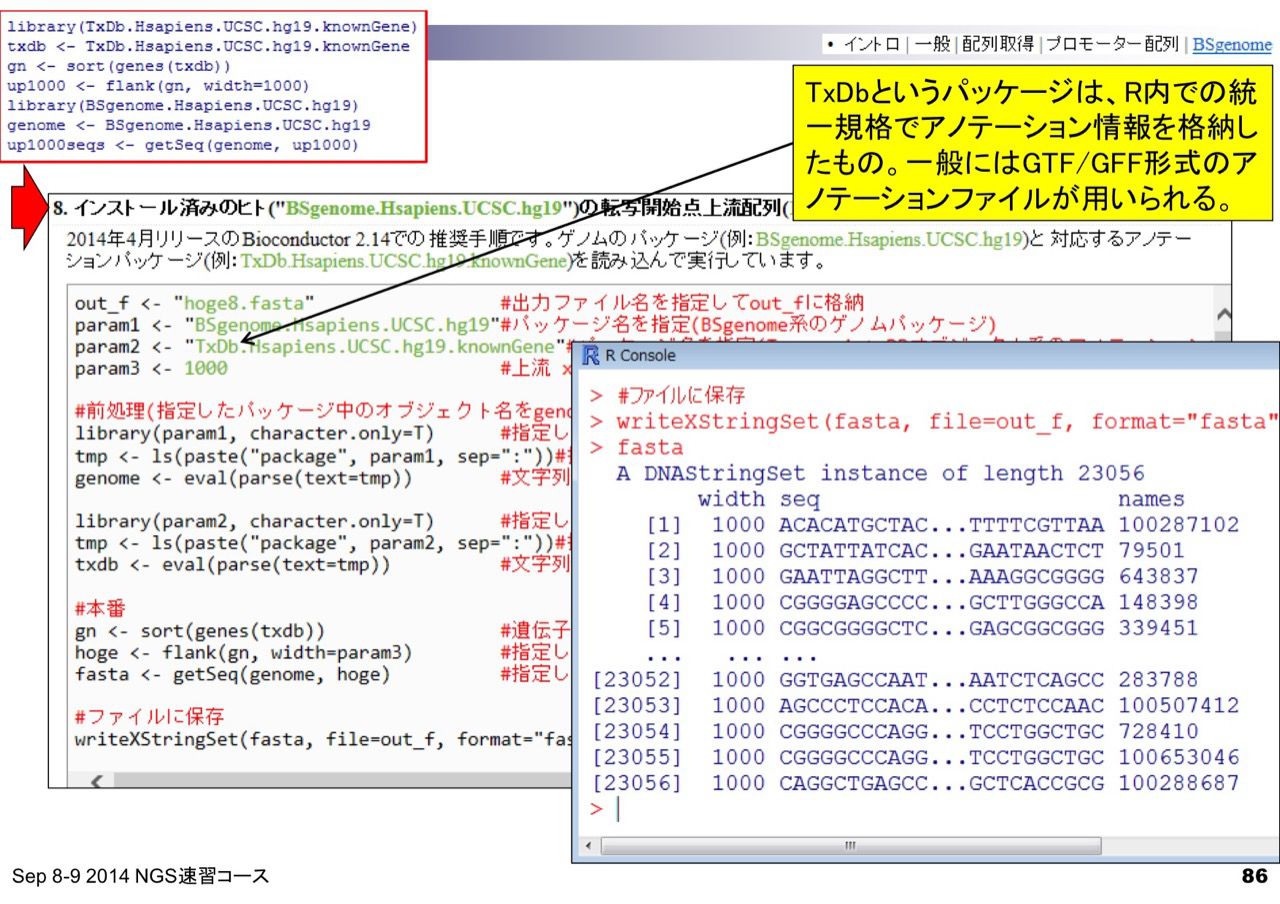 library(TxDb.Hsapiens.UCSC.hg19.knownGene)
txdb <- TxDb.Hsapiens.UCSC.hg19.knownGene
gn <- sort(genes(txdb))
up1000 <- flank(gn, width=1000)
library(BSgenome.Hsapiens.UCSC.hg19)
genome <- BSgenome.Hsapiens.UCSC.hg19
up1000seqs <- getSeq(genome, up1000)
• イントロ | 一般 | 配列取得 | プロモーター配列 | BSgenome
TxDbというパッケージは、R内での統
一規格でアノテーション情報を格納し
たもの。一般にはGTF/GFF形式のア
ノテーションファイルが用いられる。
8. インストール済みのヒト("BSgenome.Hsapiens.UCSC.hg19")の転写開始点上流配列(
2014年4月リリースのBioconductor 2.14での推奨手順です。ゲノムのパッケージ(例:BSgenome.Hsapiens.UCSC.hg19)と対応するアノテー
ションパッケージ(例:TxDb.Hsapiens.UCSC.hg19.knownGene)を読み込んで実行しています。
out_f <- "hoge8.fasta" #出力ファイル名を指定してout_fに格納
param1 <- "BSgenome.Hsapiens.UCSC.hg19"#パッケージ名を指定(BSgenome系のゲノムパッケージ)
param2 <- "TxDb.Hsapiens.UCSC.hg19.knownGene"#
param3 <- 1000 #上流
#前処理(指定したパッケージ中のオブジェクト名をgeno
library(param1, character.only=T) #指定し
tmp <- ls(paste("package", param1, sep=":"))#
genome <- eval(parse(text=tmp)) #文字列
library(param2, character.only=T) #指定し
tmp <- ls(paste("package", param2, sep=":"))#
txdb <- eval(parse(text=tmp)) #文字列
#本番
gn <- sort(genes(txdb)) #遺伝子
hoge <- flank(gn, width=param3) #指定し
fasta <- getSeq(genome, hoge) #指定し
#ファイルに保存
writeXStringSet(fasta, file=out_f, format="fas
R Console
> #ファイルに保存
> writeXStringSet(fasta, file=out_f, format="fasta"
> fasta
A DNAStringSet instance of length 23056
width seq names
[1] 1000 ACACATGCTAC...TTTTCGTTAA 100287102
[2] 1000 GCTATTATCAC...GAATAACTCT 79501
[3] 1000 GAATTAGGCTT...AAAGGCGGGG 643837
[4] 1000 CGGGGAGCCCC...GCTTGGGCCA 148398
[5] 1000 CGGCGGGGCTC...GAGCGGCGGG 339451
... ... ...
[23052] 1000 GGTGAGCCAAT...AATCTCAGCC 283788
[23053] 1000 AGCCCTCCACA...CCTCTCCAAC 100507412
[23054] 1000 CGGGGCCCAGG...TCCTGGCTGC 728410
[23055] 1000 CGGGGCCCAGG...TCCTGGCTGC 100653046
[23056] 1000 CAGGCTGAGCC...GCTCACCGCG 100288687
>
Sep 8-9 2014 NGS速習コース
86